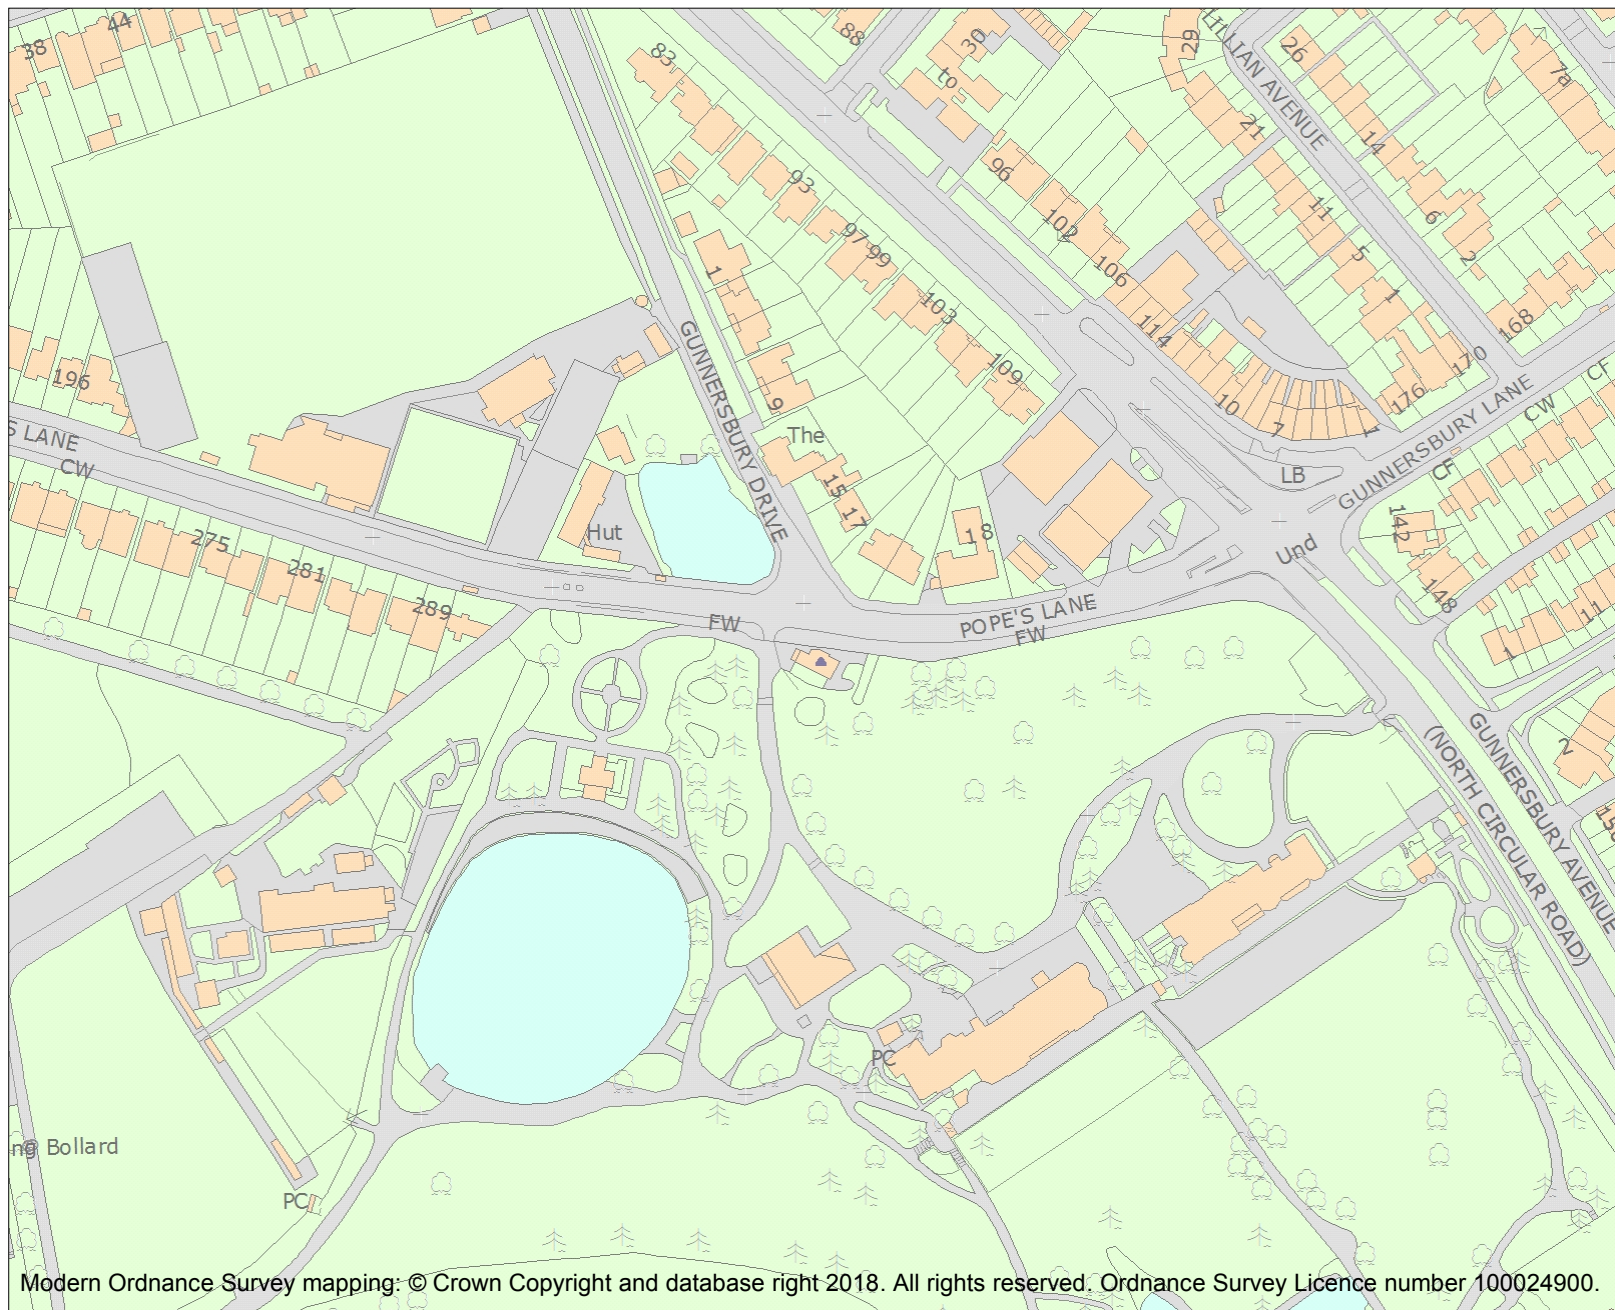 38
44
83
88
30
to
29
LILLIAN AVENUE
26
7a
21
14
96
93
102
11
6
97
99
5
2
1
106
1
103
114
168
109
170
196
GUNNERSBURY DRIVE
9
10
7
1
176
GUNNERSBURY LANE
CF
CW
S LANE
CW
The
15
17
LB
CF
275
Hut
18
142
Und
281
289
148
11
FW
POPE'S LANE
FW
1
2
GUNNERSBURY AVENUE
(NORTH CIRCULAR ROAD)
PC
Bollard
PC
Modern Ordnance Survey mapping: © Crown Copyright and database right 2018. All rights reserved. Ordnance Survey Licence number 100024900.